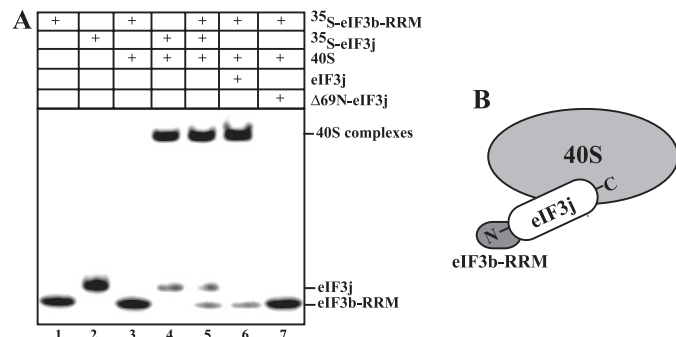 A
+ + + + + ³⁵S-eIF3b-RRM
+ + + ³⁵S-eIF3j
+ + + + + 40S
+ eIF3j
+ Δ69N-eIF3j
40S complexes
eIF3j
eIF3b-RRM
1 2 3 4 5 6 7
B
40S
C
eIF3j
N
eIF3b-RRM